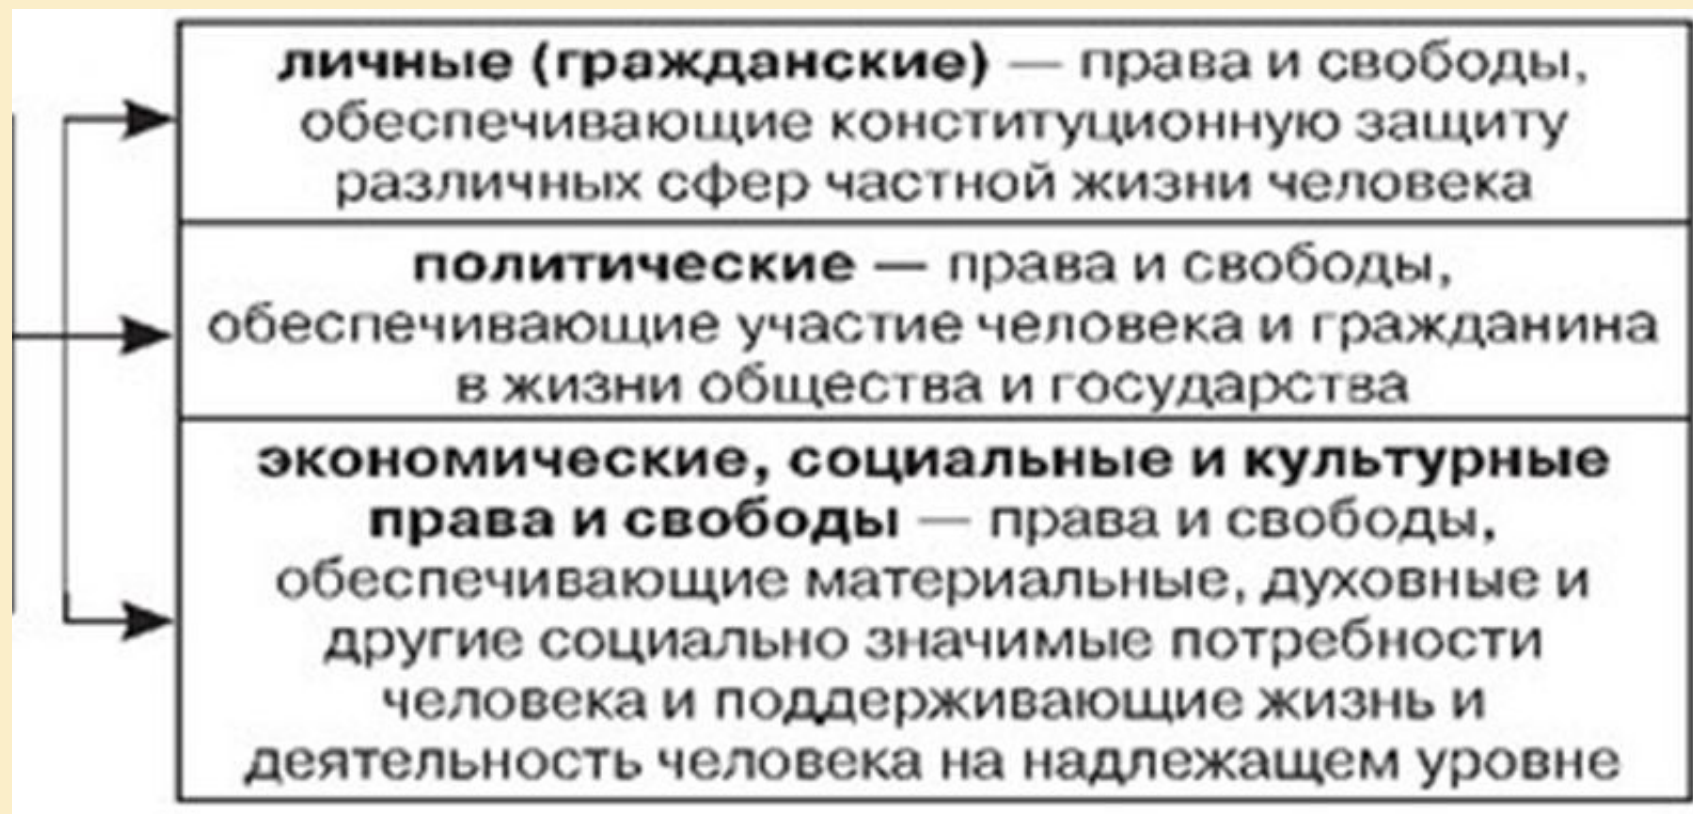 личные (гражданские) — права и свободы,
обеспечивающие конституционную защиту
различных сфер частной жизни человека
политические — права и свободы,
обеспечивающие участие человека и гражданина
в жизни общества и государства
экономические, социальные и культурные
права и свободы — права и свободы,
обеспечивающие материальные, духовные и
другие социально значимые потребности
человека и поддерживающие жизнь и
деятельность человека на надлежащем уровне